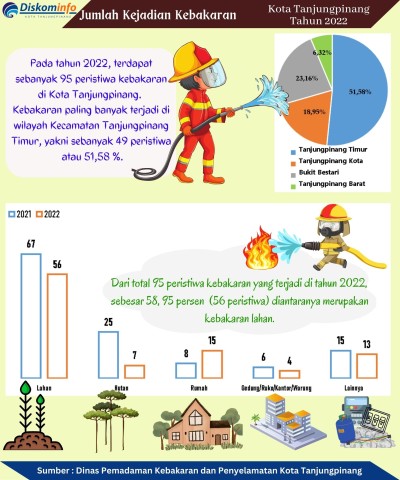 Diskominfo
KOTA TANJUNGPINANG
Jumlah Kejadian Kebakaran
Kota Tanjungpinang
Tahun 2022
Pada tahun 2022, terdapat
sebanyak 95 peristiwa kebakaran
di Kota Tanjungpinang.
Kebakaran paling banyak terjadi di
wilayah Kecamatan Tanjungpinang
Timur, yakni sebanyak 49 peristiwa
atau 51,58 %.
6,32%
23,16%
51,58%
18,95%
Tanjungpinang Timur
Tanjungpinang Kota
Bukit Bestari
Tanjungpinang Barat
2021 2022
67
56
25
7
8
15
6
4
15
13
Dari total 95 peristiwa kebakaran yang terjadi di tahun 2022,
sebesar 58, 95 persen (56 peristiwa) diantaranya merupakan
kebakaran lahan.
Lahan
Hutan
Rumah
Gedung/Ruko/Kantor/Warung
Lainnya
Sumber : Dinas Pemadaman Kebakaran dan Penyelamatan Kota Tanjungpinang